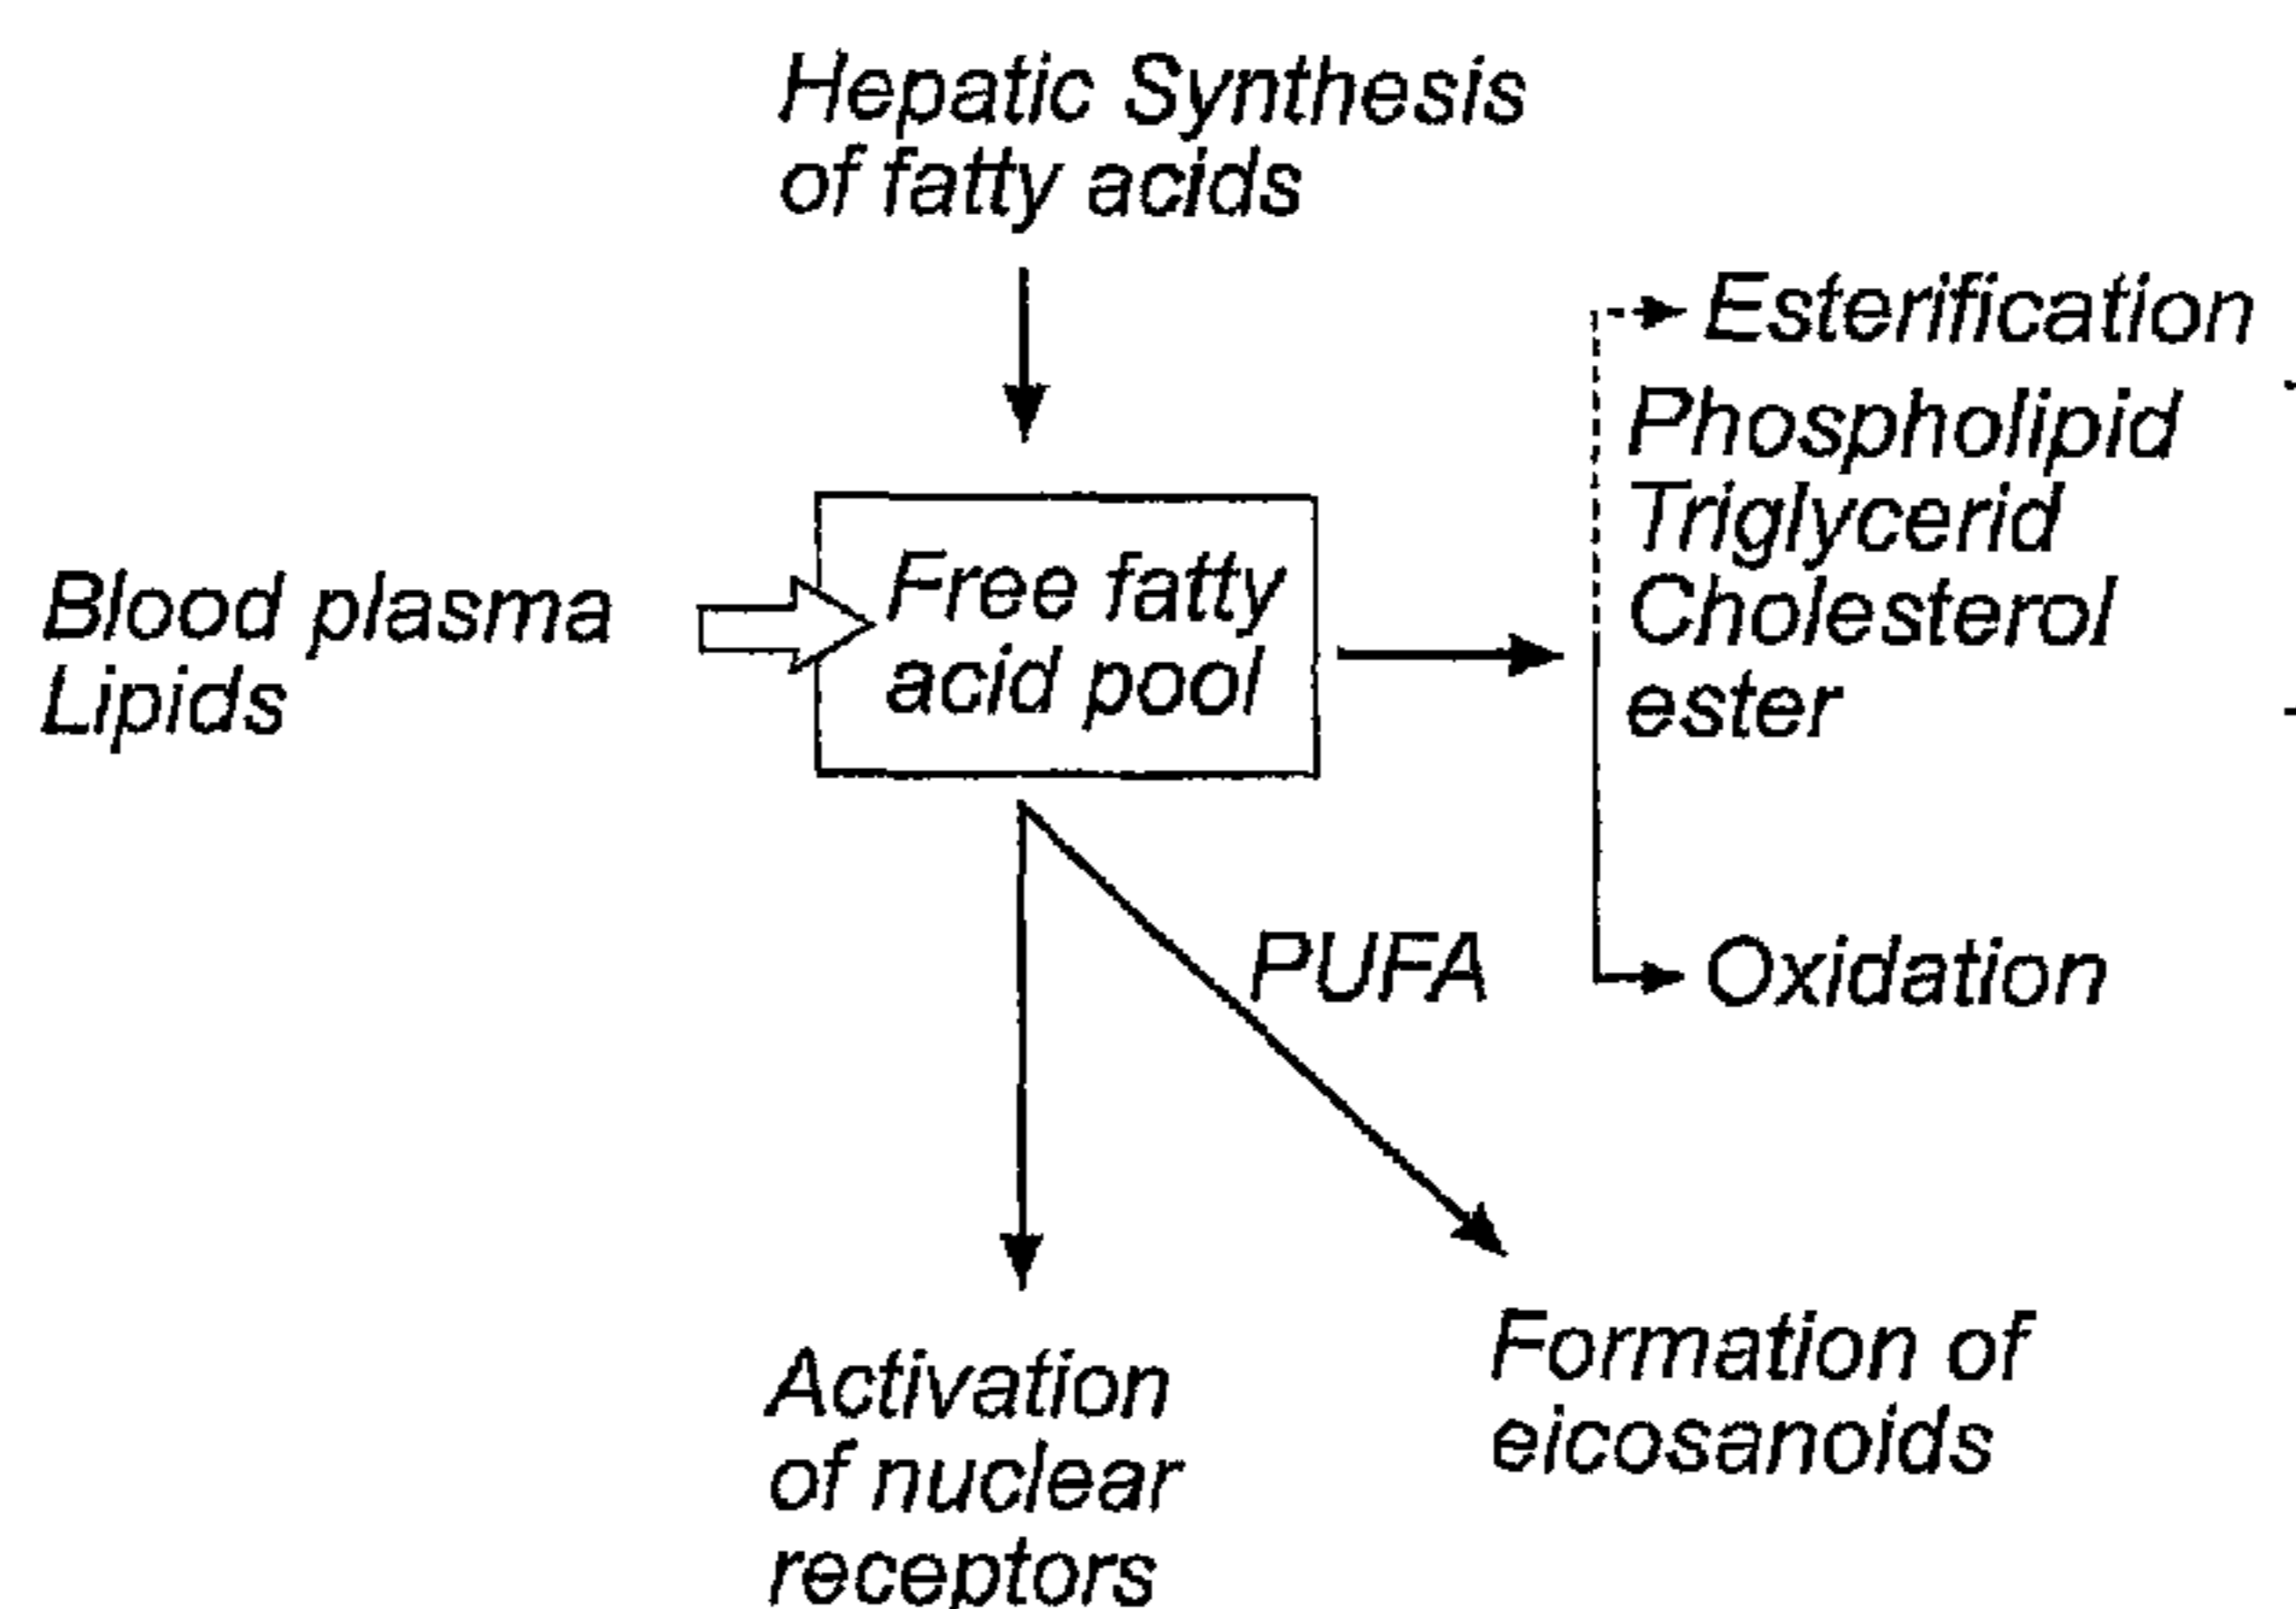 Hepatic Synthesis
of fatty acids
Esterification
Phospholipid
Triglycerid
Cholesterol
ester
Blood plasma
Lipids
Free fatty
acid pool
PUFA
Oxidation
Activation
of nuclear
receptors
Formation of
eicosanoids